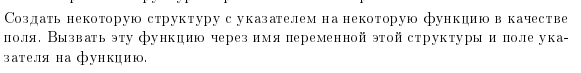 Создать некоторую структуру с указателем на некоторую функцию в качестве
поля. Вызвать эту функцию через имя переменной этой структуры и поле ука-
зателя на функцию.